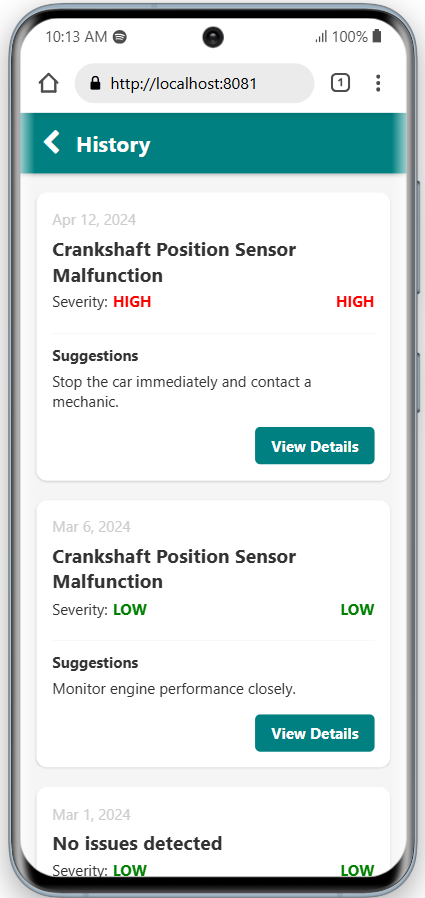 10:13 AM 100%
http://localhost:8081 1
History
Apr 12, 2024
Crankshaft Position Sensor
Malfunction
Severity: HIGH HIGH
Suggestions
Stop the car immediately and contact a
mechanic.
View Details
Mar 6, 2024
Crankshaft Position Sensor
Malfunction
Severity: LOW LOW
Suggestions
Monitor engine performance closely.
View Details
Mar 1, 2024
No issues detected
Severity: LOW LOW